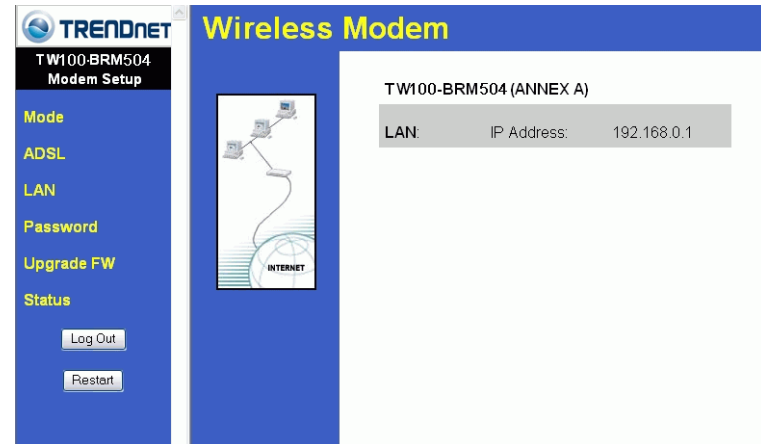 TRENDNET
TW100-BRM504
Modem Setup
Mode
ADSL
LAN
Password
Upgrade FW
Status
Log Out
Restart
Wireless Modem
INTERNET
TW100-BRM504 (ANNEX A)
LAN: IP Address: 192.168.0.1